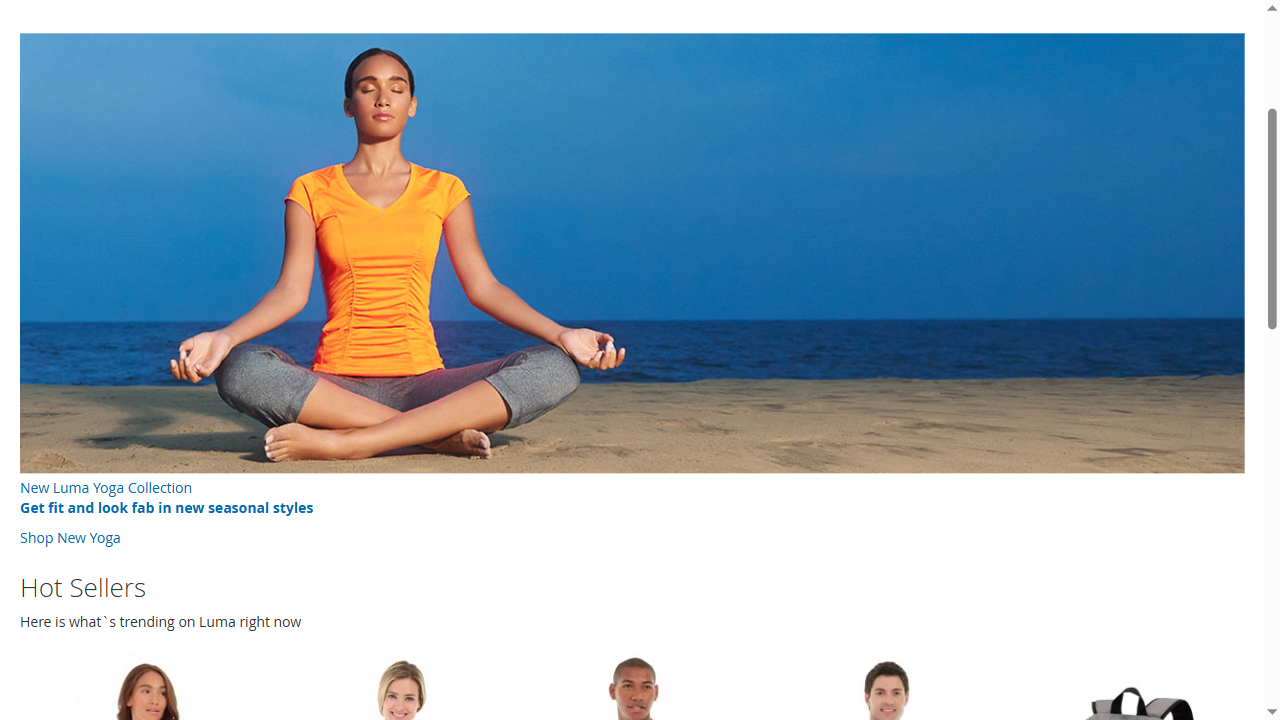 New Luma Yoga Collection
Get fit and look fab in new seasonal styles
Shop New Yoga
Hot Sellers
Here is what`s trending on Luma right now